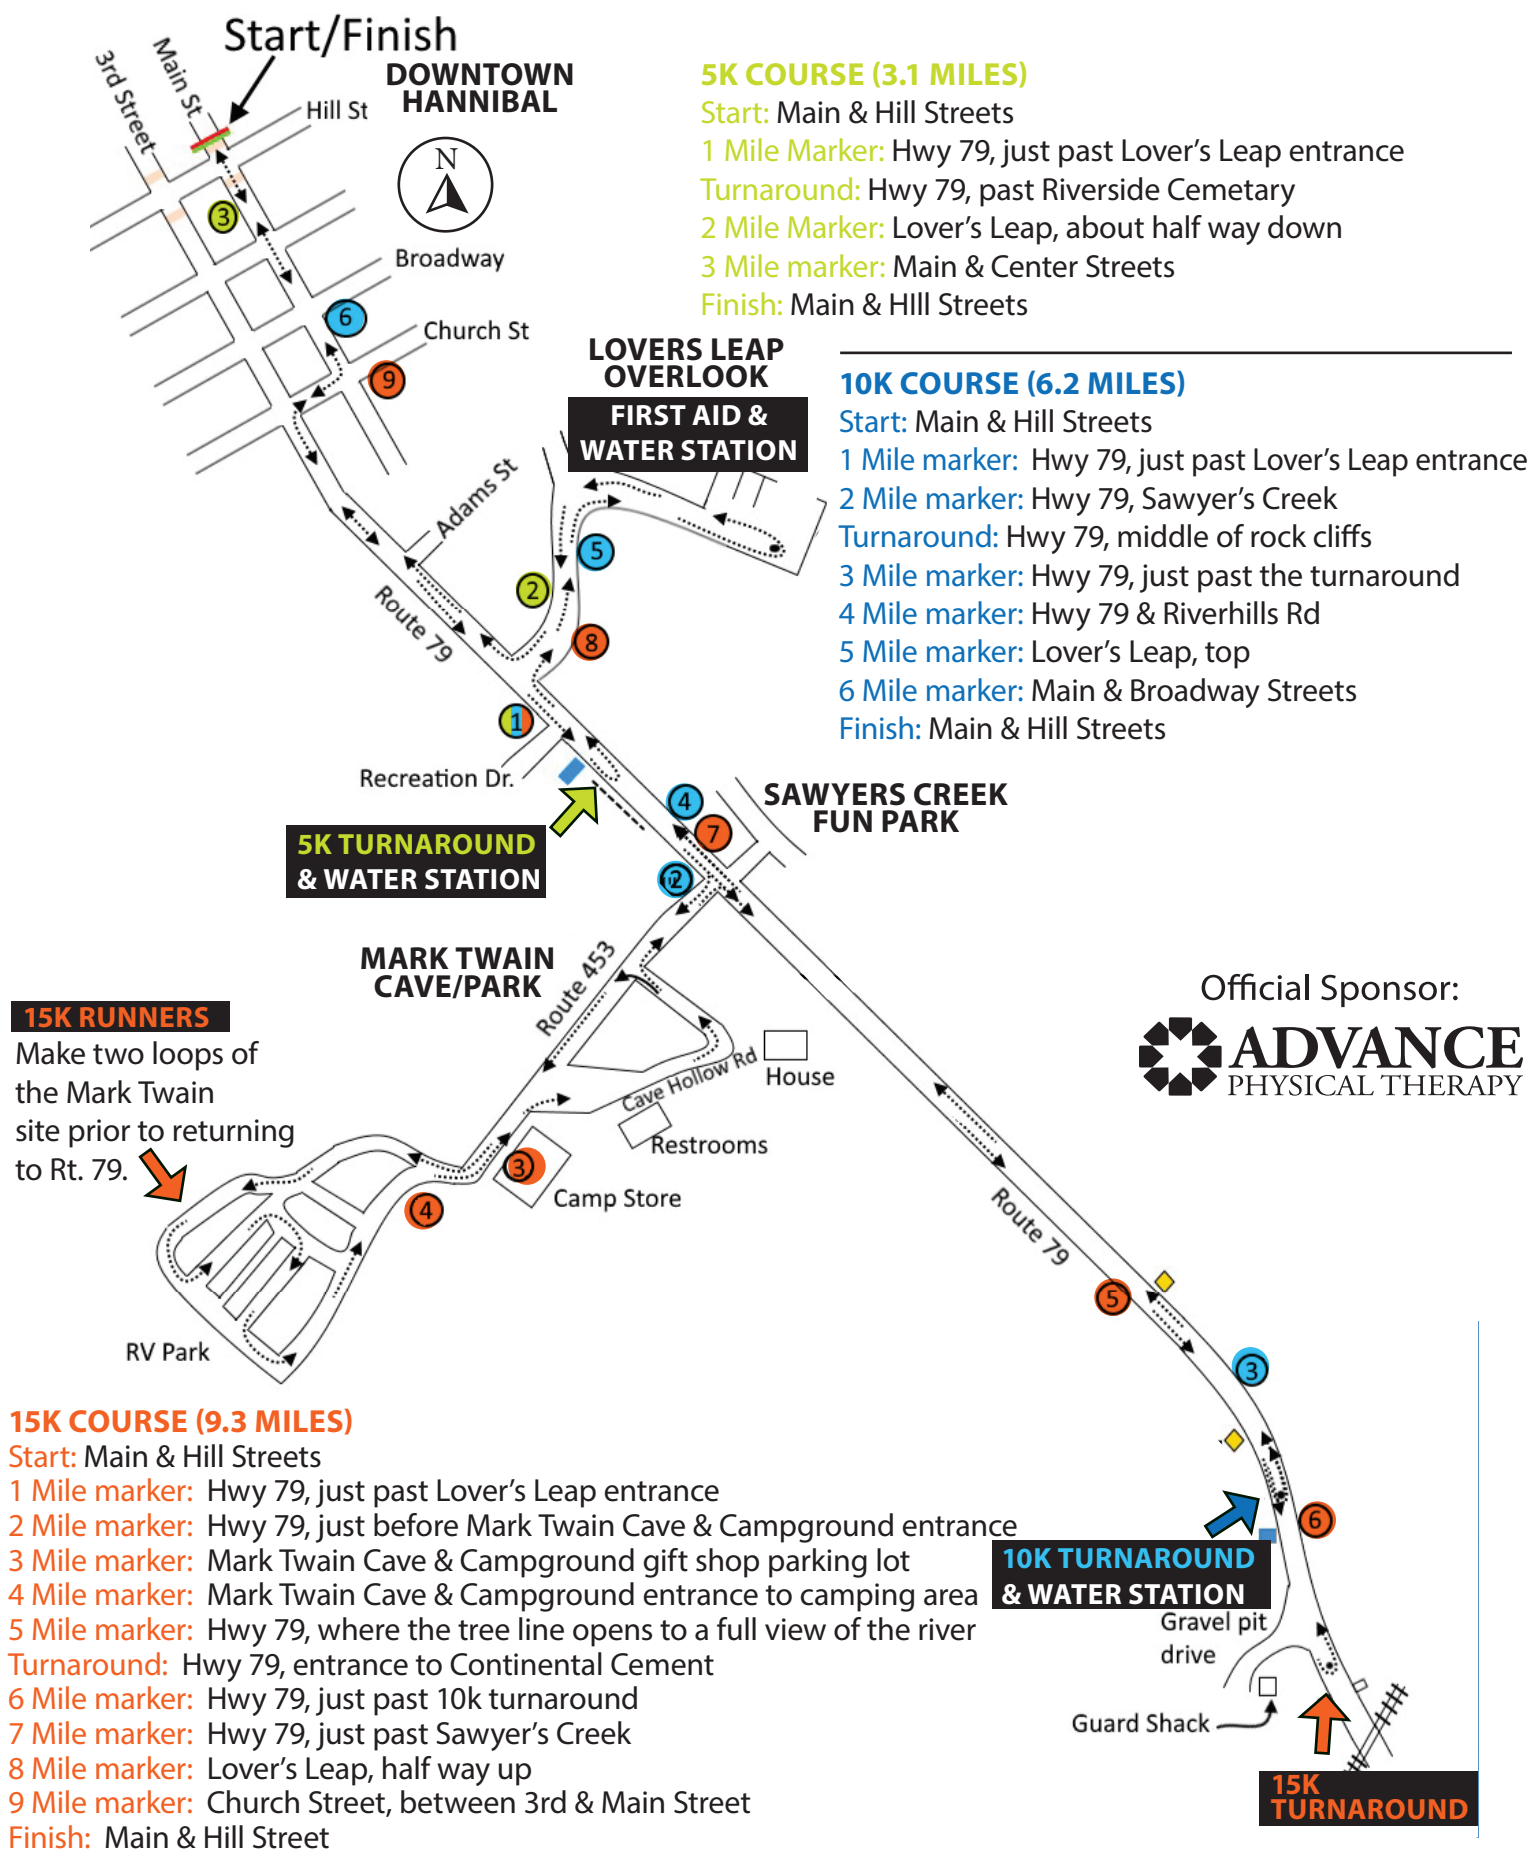 Start/Finish
3rd Street
Main St
Hill St
DOWNTOWN
HANNIBAL
N
3
Broadway
6
Church St
9
5K COURSE (3.1 MILES)
Start: Main & Hill Streets
1 Mile Marker: Hwy 79, just past Lover's Leap entrance
Turnaround: Hwy 79, past Riverside Cemetary
2 Mile Marker: Lover's Leap, about half way down
3 Mile marker: Main & Center Streets
Finish: Main & HIll Streets
LOVERS LEAP
OVERLOOK
FIRST AID &
WATER STATION
10K COURSE (6.2 MILES)
Start: Main & Hill Streets
1 Mile marker: Hwy 79, just past Lover's Leap entrance
2 Mile marker: Hwy 79, Sawyer's Creek
Turnaround: Hwy 79, middle of rock cliffs
3 Mile marker: Hwy 79, just past the turnaround
4 Mile marker: Hwy 79 & Riverhills Rd
5 Mile marker: Lover's Leap, top
6 Mile marker: Main & Broadway Streets
Finish: Main & Hill Streets
Adams St
5
2
8
Route 79
1
Recreation Dr.
5K TURNAROUND
& WATER STATION
4
7
2
SAWYERS CREEK
FUN PARK
MARK TWAIN
CAVE/PARK
Route 453
15K RUNNERS
Make two loops of
the Mark Twain
site prior to returning
to Rt. 79.
Cave Hollow Rd
House
Restrooms
3
Camp Store
4
RV Park
Official Sponsor:
ADVANCE
PHYSICAL THERAPY
Route 79
5
3
6
10K TURNAROUND
& WATER STATION
Gravel pit
drive
Guard Shack
15K
TURNAROUND
15K COURSE (9.3 MILES)
Start: Main & Hill Streets
1 Mile marker: Hwy 79, just past Lover's Leap entrance
2 Mile marker: Hwy 79, just before Mark Twain Cave & Campground entrance
3 Mile marker: Mark Twain Cave & Campground gift shop parking lot
4 Mile marker: Mark Twain Cave & Campground entrance to camping area
5 Mile marker: Hwy 79, where the tree line opens to a full view of the river
Turnaround: Hwy 79, entrance to Continental Cement
6 Mile marker: Hwy 79, just past 10k turnaround
7 Mile marker: Hwy 79, just past Sawyer's Creek
8 Mile marker: Lover's Leap, half way up
9 Mile marker: Church Street, between 3rd & Main Street
Finish: Main & Hill Street